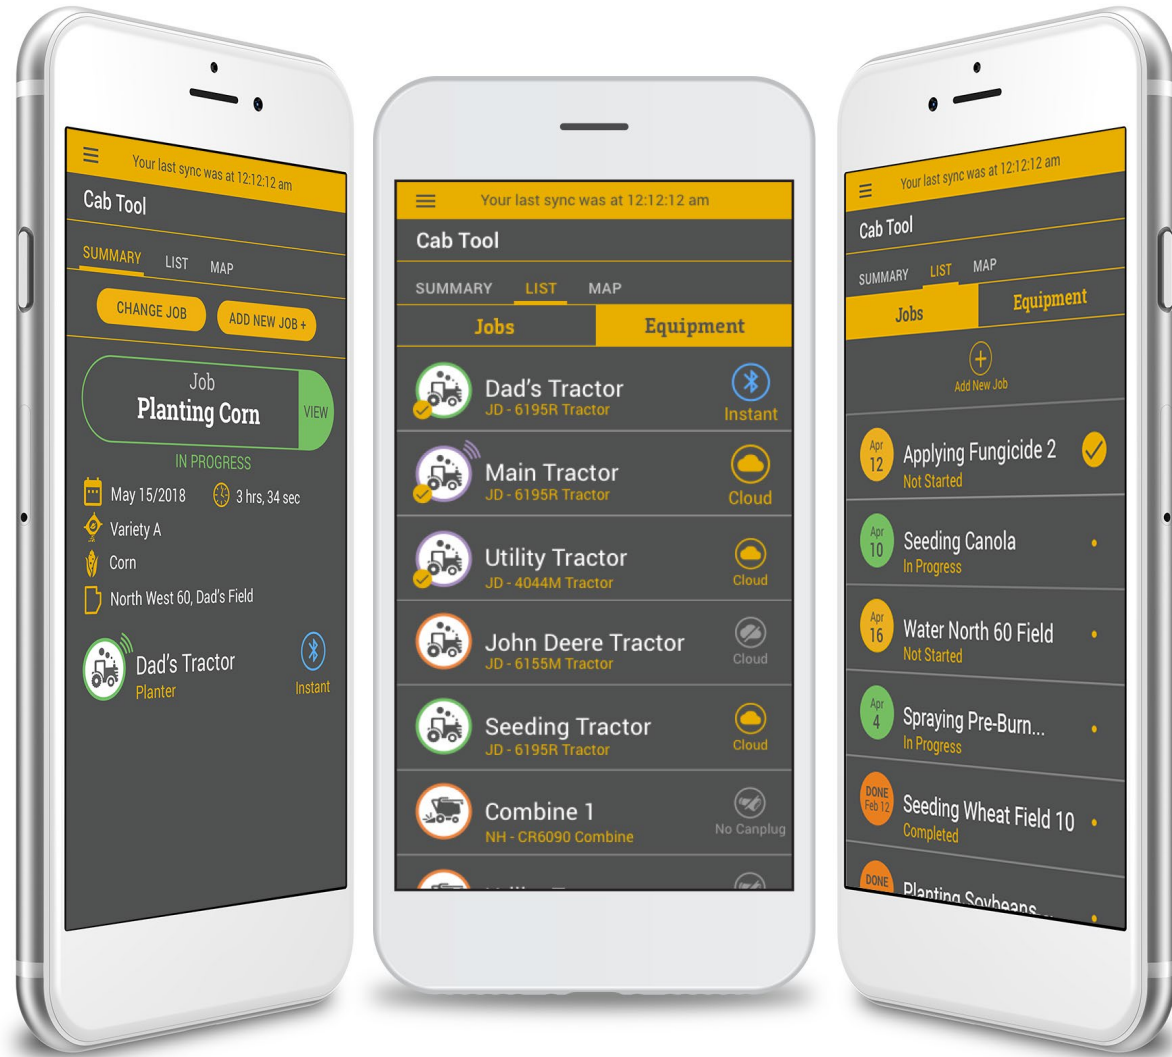 Your last sync was at 12:12:12 am
Cab Tool
SUMMARY LIST MAP
CHANGE JOB ADD NEW JOB +
Job
Planting Corn
VIEW
IN PROGRESS
May 15/2018 3 hrs, 34 sec
Variety A
Corn
North West 60, Dad's Field
Dad's Tractor
Planter
Instant
Your last sync was at 12:12:12 am
Cab Tool
SUMMARY LIST MAP
Jobs Equipment
Dad's Tractor
JD - 6195R Tractor
Instant
Main Tractor
JD - 6195R Tractor
Cloud
Utility Tractor
JD - 4044M Tractor
Cloud
John Deere Tractor
JD - 6155M Tractor
Cloud
Seeding Tractor
JD - 6195R Tractor
Cloud
Combine 1
NH - CR6090 Combine
No Canplug
Your last sync was at 12:12:12 am
Cab Tool
SUMMARY LIST MAP
Jobs Equipment
Add New Job
Apr
12
Applying Fungicide 2
Not Started
Apr
10
Seeding Canola
In Progress
Apr
16
Water North 60 Field
Not Started
Apr
4
Spraying Pre-Burn...
In Progress
DONE
Feb 12
Seeding Wheat Field 10
Completed
DONE
Planting Soybeans